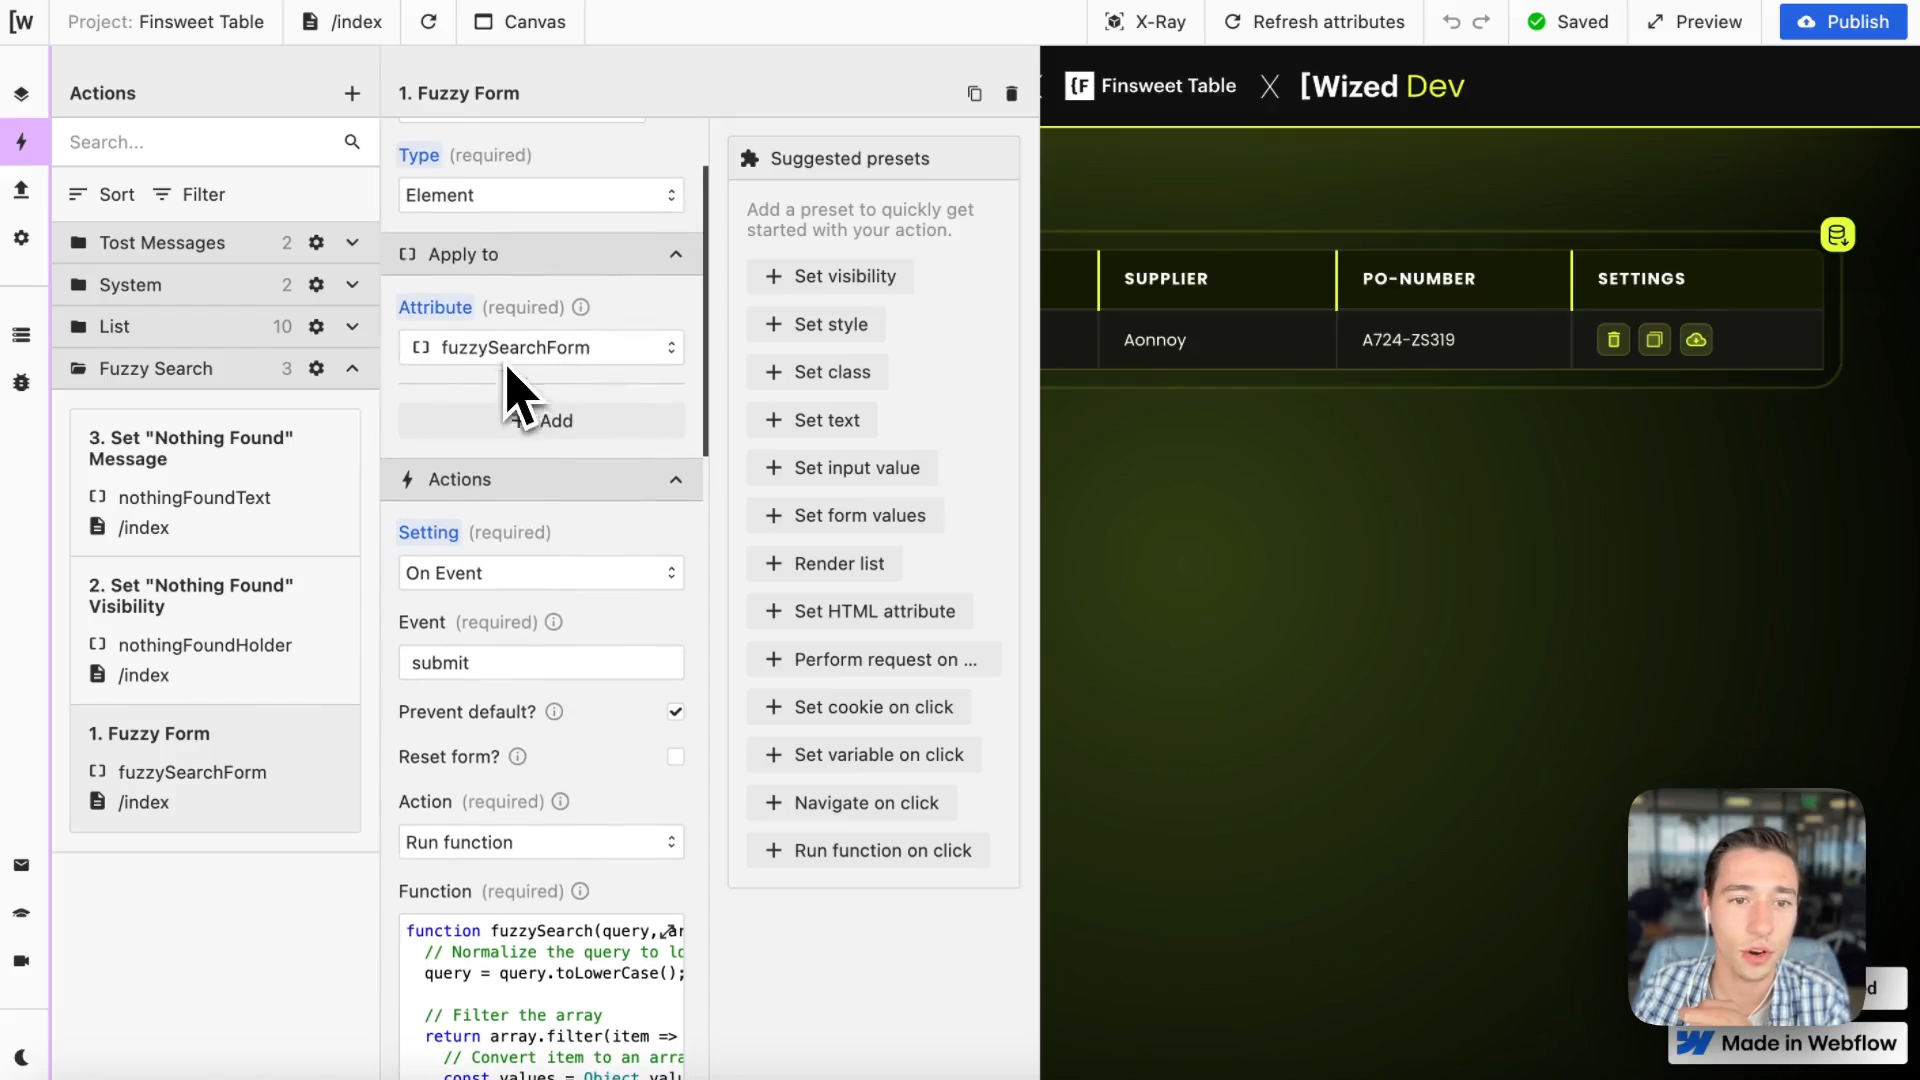 [W
Project: Finsweet Table
/index
Canvas
X-Ray
Refresh attributes
Saved
Preview
Publish
Actions
Search...
Sort
Filter
Tost Messages 2
System 2
List 10
Fuzzy Search 3
3. Set "Nothing Found"
Message
nothingFoundText
/index
2. Set "Nothing Found"
Visibility
nothingFoundHolder
/index
1. Fuzzy Form
fuzzySearchForm
/index
1. Fuzzy Form
Type (required)
Element
Apply to
Attribute (required)
fuzzySearchForm
Add
Actions
Setting (required)
On Event
Event (required)
submit
Prevent default?
Reset form?
Action (required)
Run function
Function (required)
function fuzzySearch(query, ar
// Normalize the query to lo
query = query.toLowerCase();
// Filter the array
return array.filter(item =>
// Convert item to an arra
const values = Object.valu
Suggested presets
Add a preset to quickly get
started with your action.
Set visibility
Set style
Set class
Set text
Set input value
Set form values
Render list
Set HTML attribute
Perform request on ...
Set cookie on click
Set variable on click
Navigate on click
Run function on click
{F Finsweet Table X [Wized Dev
SUPPLIER PO-NUMBER SETTINGS
Aonnoy A724-ZS319
d
Made in Webflow